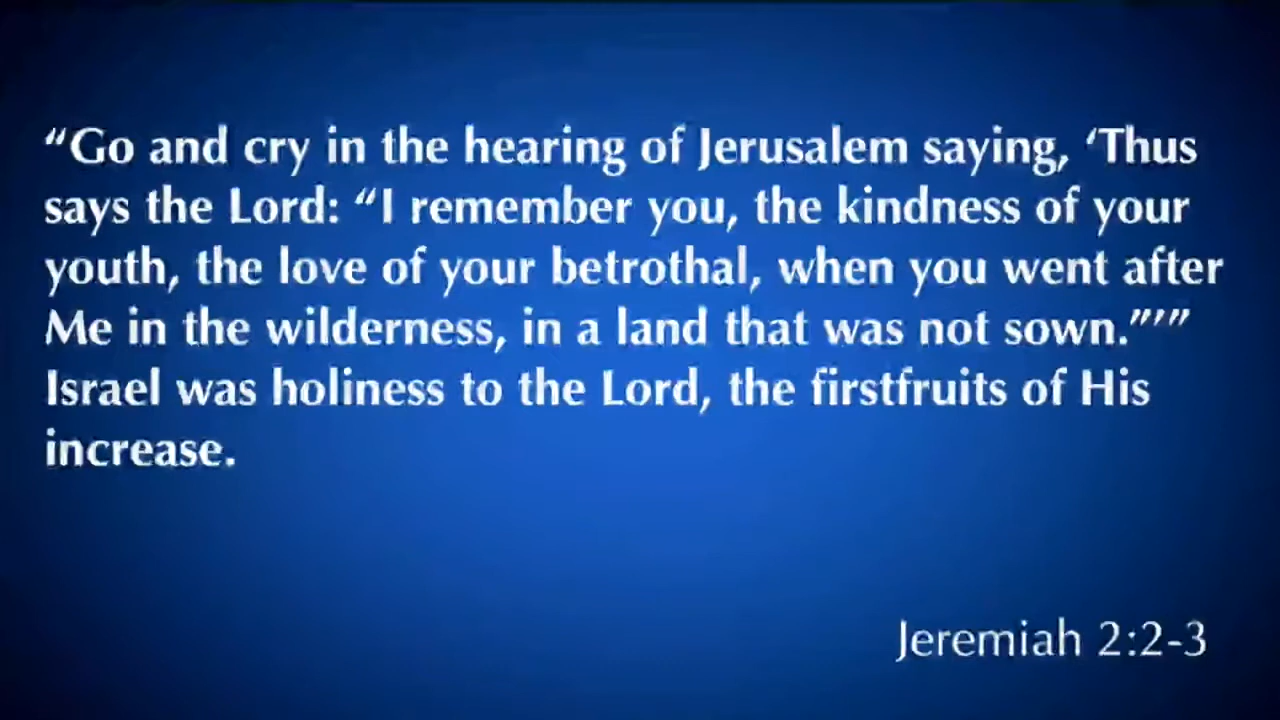 “Go and cry in the hearing of Jerusalem saying, ‘Thus
says the Lord: “I remember you, the kindness of your
youth, the love of your betrothal, when you went after
Me in the wilderness, in a land that was not sown.”’”
Israel was holiness to the Lord, the firstfruits of His
increase.
Jeremiah 2:2-3